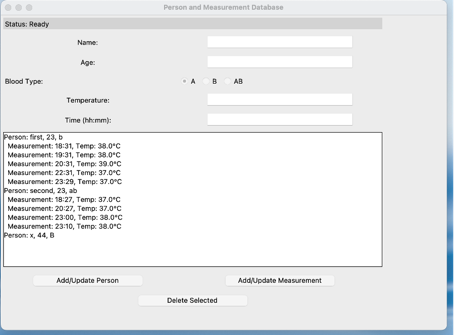 Person and Measurement Database
Status: Ready
Name:
Age:
Blood Type: A B AB
Temperature:
Time (hh:mm):
Person: first, 23, b
Measurement: 18:31, Temp: 38.0°C
Measurement: 19:31, Temp: 38.0°C
Measurement: 20:31, Temp: 39.0°C
Measurement: 22:31, Temp: 37.0°C
Measurement: 23:29, Temp: 37.0°C
Person: second, 23, ab
Measurement: 18:27, Temp: 37.0°C
Measurement: 20:27, Temp: 37.0°C
Measurement: 23:00, Temp: 38.0°C
Measurement: 23:10, Temp: 38.0°C
Person: x, 44, B
Add/Update Person Add/Update Measurement
Delete Selected